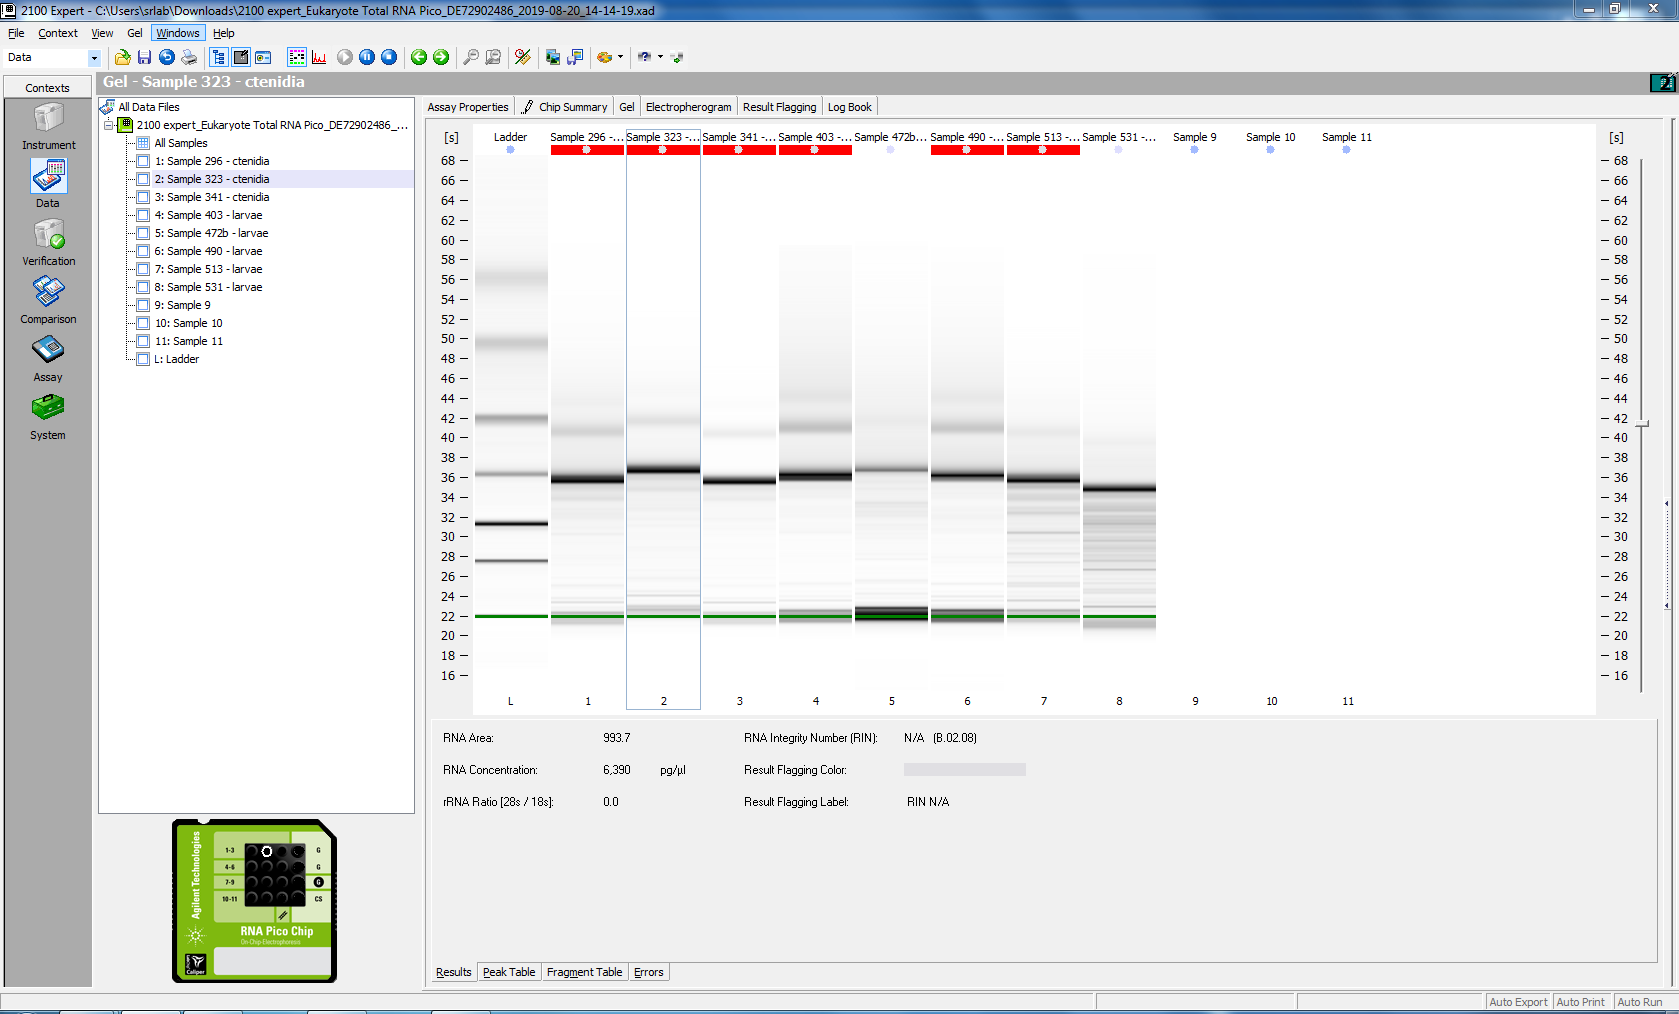 2100 Expert - C:\Users\srlab\Downloads\2100 expert_Eukaryote Total RNA Pico_DE72902486_2019-08-20_14-14-19.xad
File Context View Gel Windows Help
Data
Contexts
Instrument
Data
Verification
Comparison
Assay
System
Gel - Sample 323 - ctenidia
All Data Files
2100 expert_Eukaryote Total RNA Pico_DE72902486_...
All Samples
1: Sample 296 - ctenidia
2: Sample 323 - ctenidia
3: Sample 341 - ctenidia
4: Sample 403 - larvae
5: Sample 472b - larvae
6: Sample 490 - larvae
7: Sample 513 - larvae
8: Sample 531 - larvae
9: Sample 9
10: Sample 10
11: Sample 11
L: Ladder
Agilent Technologies
1-3 G
4-6 G
7-9 G
10-11 CS
RNA Pico Chip
On-Chip-Electrophoresis
Caliper
Assay Properties Chip Summary Gel Electropherogram Result Flagging Log Book
[s] Ladder Sample 296 -... Sample 323 -... Sample 341 -... Sample 403 -... Sample 472b... Sample 490 -... Sample 513 -... Sample 531 -... Sample 9 Sample 10 Sample 11 [s]
68 68
66 66
64 64
62 62
60 60
58 58
56 56
54 54
52 52
50 50
48 48
46 46
44 44
42 42
40 40
38 38
36 36
34 34
32 32
30 30
28 28
26 26
24 24
22 22
20 20
18 18
16 16
L 1 2 3 4 5 6 7 8 9 10 11
RNA Area: 993.7 RNA Integrity Number (RIN): N/A (B.02.08)
RNA Concentration: 6,390 pg/µl Result Flagging Color:
rRNA Ratio [28s / 18s]: 0.0 Result Flagging Label: RIN N/A
Results Peak Table Fragment Table Errors
Auto Export Auto Print Auto Run